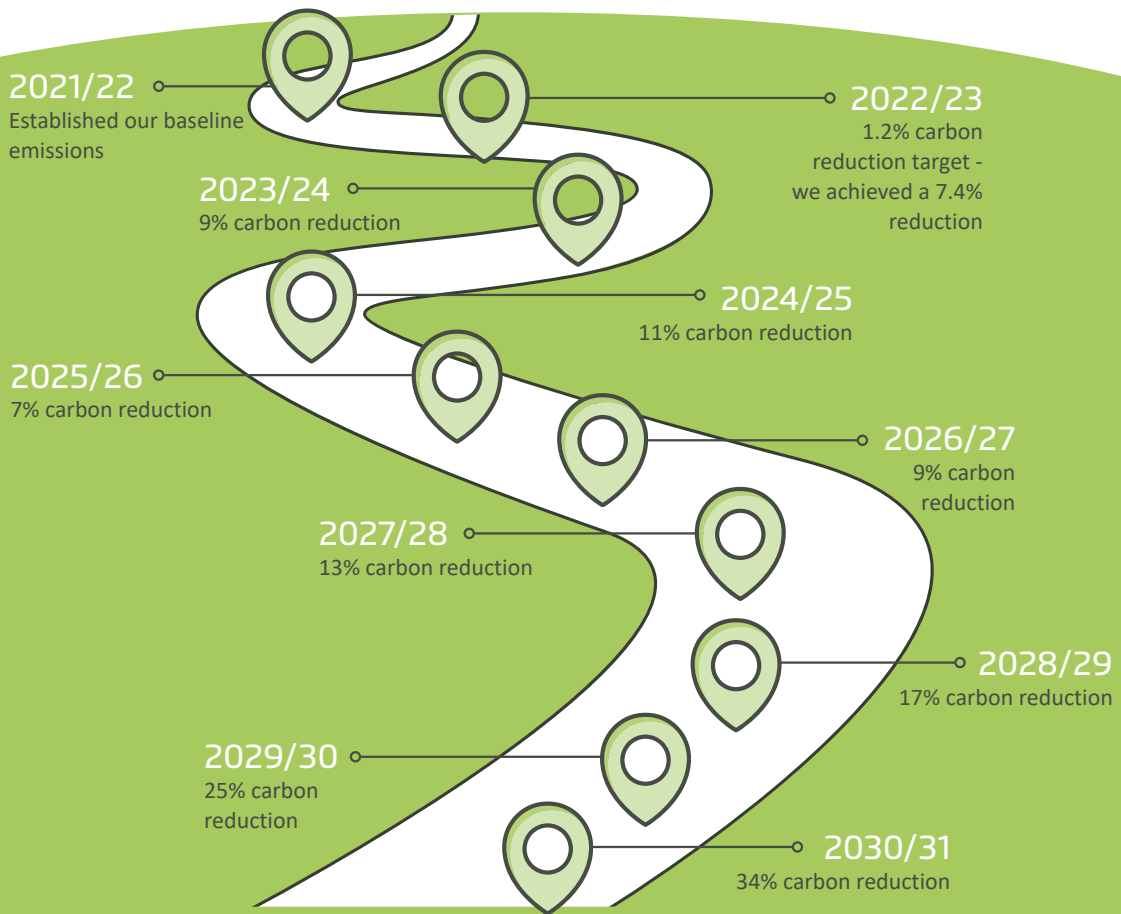 2021/22
Established our baseline
emissions
2022/23
1.2% carbon
reduction target -
we achieved a 7.4%
reduction
2023/24
9% carbon reduction
2024/25
11% carbon reduction
2025/26
7% carbon reduction
2026/27
9% carbon
reduction
2027/28
13% carbon reduction
2028/29
17% carbon reduction
2029/30
25% carbon
reduction
2030/31
34% carbon reduction